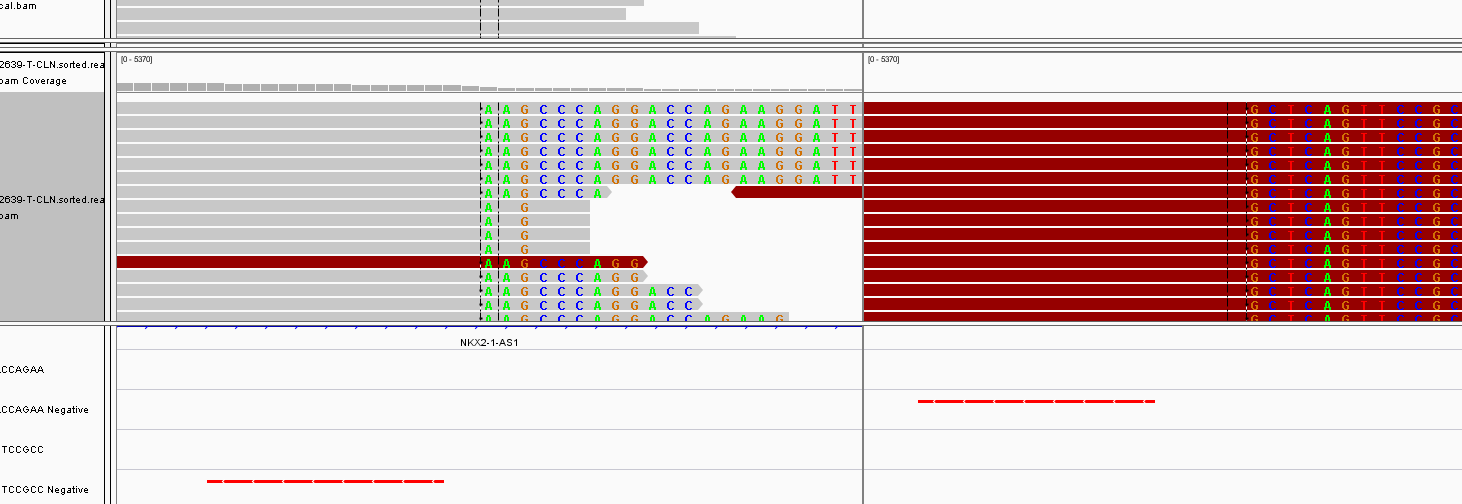 cal.bam
[0 - 5370] [0 - 5370]
2639-T-CLN.sorted.rea
bam Coverage
A A G C C C A G G A C C A G A A G G A T T G C T C A G T T C C G C
A A G C C C A G G A C C A G A A G G A T T G C T C A G T T C C G C
A A G C C C A G G A C C A G A A G G A T T G C T C A G T T C C G C
A A G C C C A G G A C C A G A A G G A T T G C T C A G T T C C G C
A A G C C C A G G A C C A G A A G G A T T G C T C A G T T C C G C
A A G C C C A G G A C C A G A A G G A T T G C T C A G T T C C G C
A A G C C C A G C T C A G T T C C G C
2639-T-CLN.sorted.rea
A G G C T C A G T T C C G C
bam
A G G C T C A G T T C C G C
A G G C T C A G T T C C G C
A G G C T C A G T T C C G C
A A G C C C A G G G C T C A G T T C C G C
A A G C C C A G G G C T C A G T T C C G C
A A G C C C A G G A C C G C T C A G T T C C G C
A A G C C C A G G A C C G C T C A G T T C C G C
A A G C C C A G G A C C A G A A G G C T C A G T T C C G C
NKX2-1-AS1
CCAGAA
CCAGAA Negative
TCCGCC
TCCGCC Negative